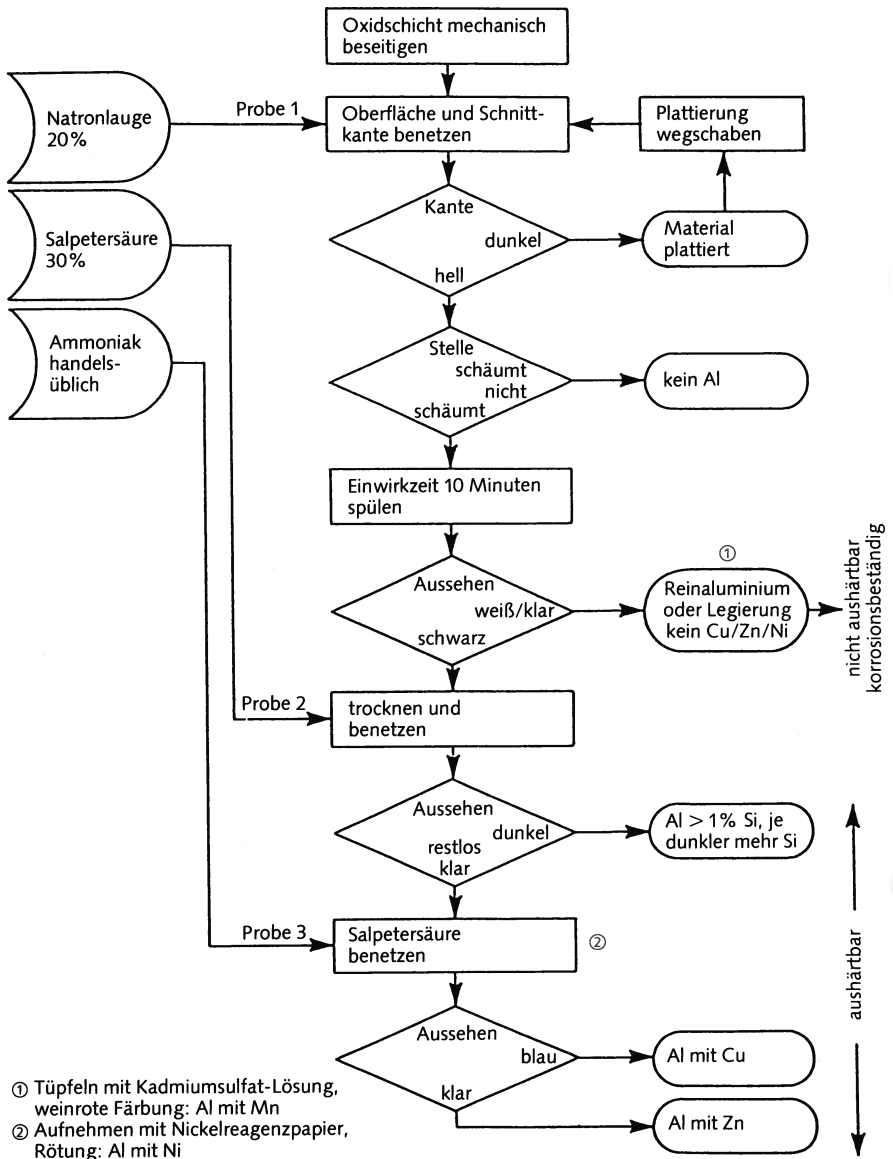 Oxidschicht mechanisch
beseitigen
Natronlauge
20%
Probe 1
Oberfläche und Schnitt-
kante benetzen
Plattierung
wegschaben
Kante
dunkel
hell
Material
plattiert
Salpetersäure
30%
Ammoniak
handels-
üblich
Stelle
schäumt
nicht
schäumt
kein Al
Einwirkzeit 10 Minuten
spülen
Aussehen
weiß/klar
schwarz
①
Reinaluminium
oder Legierung
kein Cu/Zn/Ni
nicht aushärtbar
korrosionsbeständig
Probe 2
trocknen und
benetzen
Aussehen
dunkel
restlos
klar
Al > 1% Si, je
dunkler mehr Si
Probe 3
Salpetersäure
benetzen
②
aushärtbar
Aussehen
blau
klar
Al mit Cu
Al mit Zn
① Tüpfeln mit Kadmiumsulfat-Lösung,
weinrote Färbung: Al mit Mn
② Aufnehmen mit Nickelreagenzpapier,
Rötung: Al mit Ni